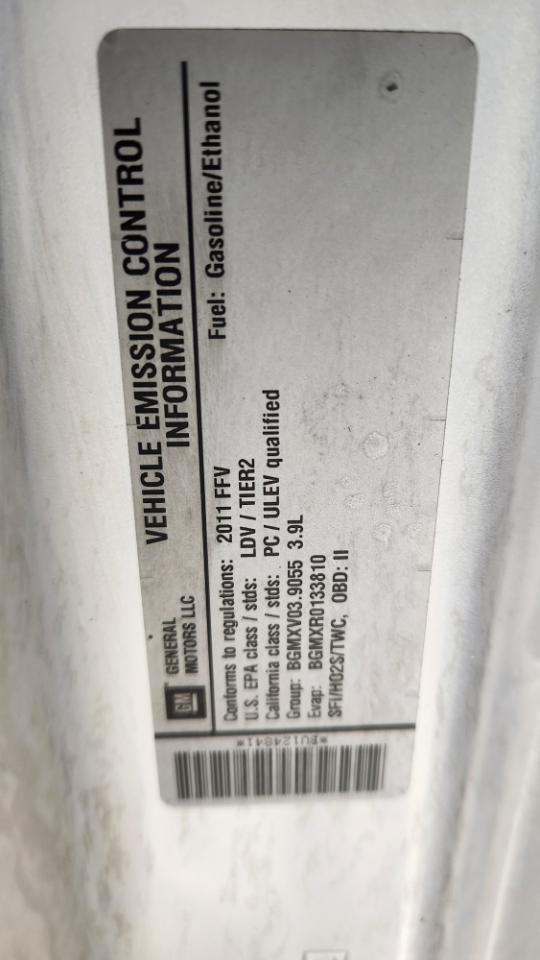 VEHICLE EMISSION CONTROL
INFORMATION
GM
GENERAL
MOTORS LLC
Conforms to regulations: 2011 FFV Fuel: Gasoline/Ethanol
U.S. EPA class / stds: LDV / TIER2
California class / stds: PC / ULEV qualified
Group: BGMXV03.9055 3.9L
Evap: BGMXR0133810
SFI/HO2S/TWC, OBD: II